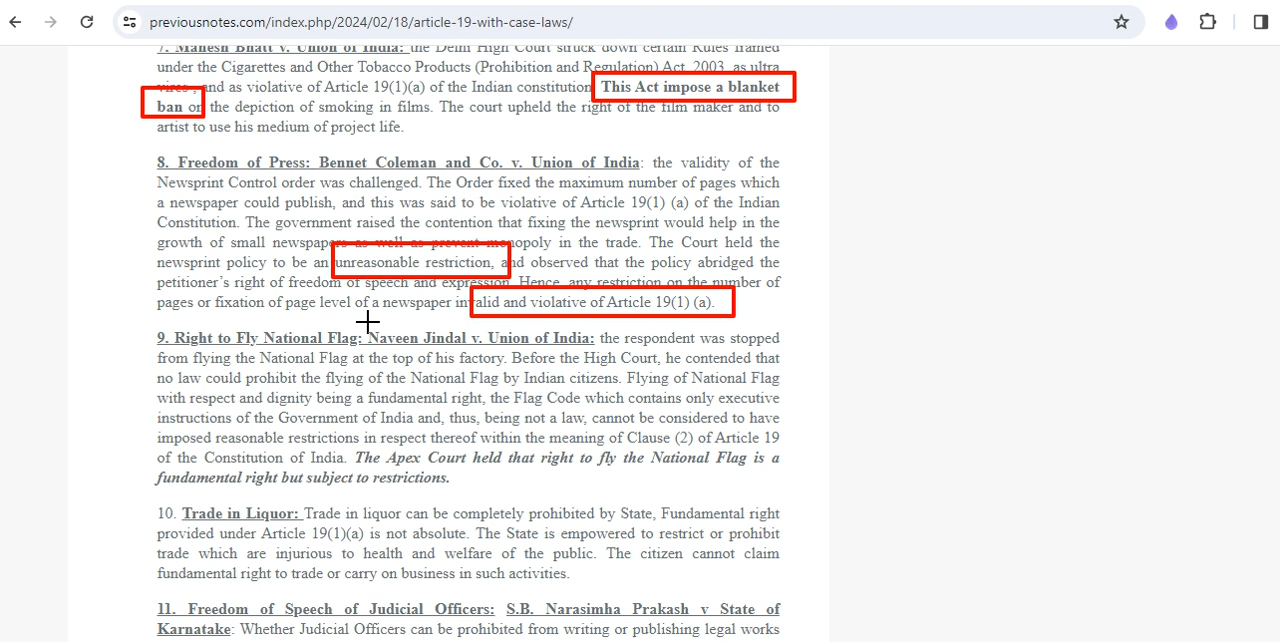 previousnotes.com/index.php/2024/02/18/article-19-with-case-laws/
7. Mahesh Bhatt v. Union of India: the Delhi High Court struck down certain Rules framed
under the Cigarettes and Other Tobacco Products (Prohibition and Regulation) Act, 2003, as ultra
vires , and as violative of Article 19(1)(a) of the Indian constitution. This Act impose a blanket
ban on the depiction of smoking in films. The court upheld the right of the film maker and to
artist to use his medium of project life.
8. Freedom of Press: Bennet Coleman and Co. v. Union of India: the validity of the
Newsprint Control order was challenged. The Order fixed the maximum number of pages which
a newspaper could publish, and this was said to be violative of Article 19(1) (a) of the Indian
Constitution. The government raised the contention that fixing the newsprint would help in the
growth of small newspapers as well as prevent monopoly in the trade. The Court held the
newsprint policy to be an unreasonable restriction, and observed that the policy abridged the
petitioner’s right of freedom of speech and expression. Hence, any restriction on the number of
pages or fixation of page level of a newspaper invalid and violative of Article 19(1) (a).
9. Right to Fly National Flag: Naveen Jindal v. Union of India: the respondent was stopped
from flying the National Flag at the top of his factory. Before the High Court, he contended that
no law could prohibit the flying of the National Flag by Indian citizens. Flying of National Flag
with respect and dignity being a fundamental right, the Flag Code which contains only executive
instructions of the Government of India and, thus, being not a law, cannot be considered to have
imposed reasonable restrictions in respect thereof within the meaning of Clause (2) of Article 19
of the Constitution of India. The Apex Court held that right to fly the National Flag is a
fundamental right but subject to restrictions.
10. Trade in Liquor: Trade in liquor can be completely prohibited by State, Fundamental right
provided under Article 19(1)(a) is not absolute. The State is empowered to restrict or prohibit
trade which are injurious to health and welfare of the public. The citizen cannot claim
fundamental right to trade or carry on business in such activities.
11. Freedom of Speech of Judicial Officers: S.B. Narasimha Prakash v State of
Karnatake: Whether Judicial Officers can be prohibited from writing or publishing legal works